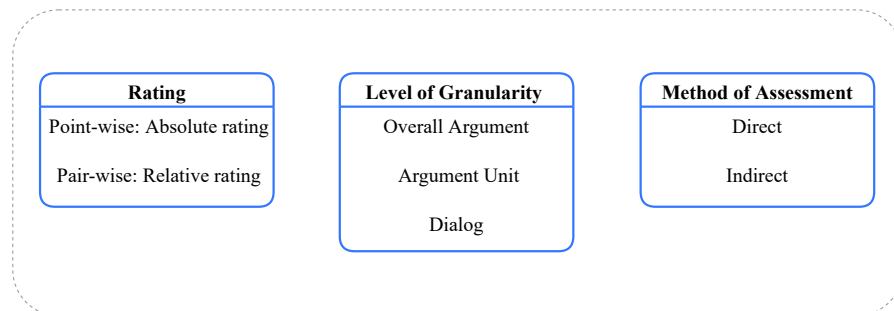 Rating
Point-wise: Absolute rating
Pair-wise: Relative rating
Level of Granularity
Overall Argument
Argument Unit
Dialog
Method of Assessment
Direct
Indirect